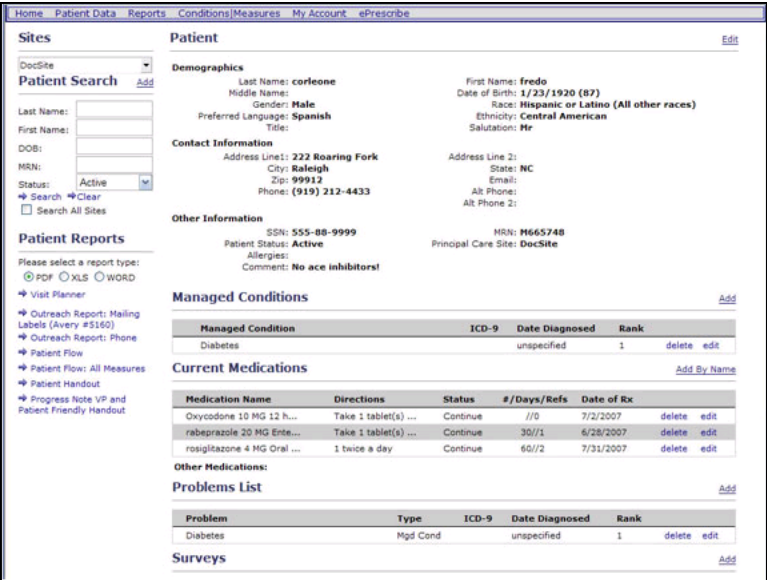 Home Patient Data Reports Conditions|Measures My Account ePrescribe
Sites
DocSite
Patient Search Add
Last Name:
First Name:
DOB:
MRN:
Status: Active
Search Clear
Search All Sites
Patient Reports
Please select a report type:
PDF XLS WORD
Visit Planner
Outreach Report: Mailing
Labels (Avery #5160)
Outreach Report: Phone
Patient Flow
Patient Flow: All Measures
Patient Handout
Progress Note VP and
Patient Friendly Handout
Patient Edit
Demographics
Last Name: corleone First Name: fredo
Middle Name: Date of Birth: 1/23/1920 (87)
Gender: Male Race: Hispanic or Latino (All other races)
Preferred Language: Spanish Ethnicity: Central American
Title: Salutation: Mr
Contact Information
Address Line1: 222 Roaring Fork Address Line 2:
City: Raleigh State: NC
Zip: 99912 Email:
Phone: (919) 212-4433 Alt Phone:
Alt Phone 2:
Other Information
SSN: 555-88-9999 MRN: M665748
Patient Status: Active Principal Care Site: DocSite
Allergies:
Comment: No ace inhibitors!
Managed Conditions Add
Managed Condition ICD-9 Date Diagnosed Rank
Diabetes unspecified 1 delete edit
Current Medications Add By Name
Medication Name Directions Status #/Days/Refs Date of Rx
Oxycodone 10 MG 12 h... Take 1 tablet(s) ... Continue //0 7/2/2007 delete edit
rabeprazole 20 MG Ente... Take 1 tablet(s) ... Continue 30//1 6/28/2007 delete edit
rosiglitazone 4 MG Oral ... 1 twice a day Continue 60//2 7/31/2007 delete edit
Other Medications:
Problems List Add
Problem Type ICD-9 Date Diagnosed Rank
Diabetes Mgd Cond unspecified 1 delete edit
Surveys Add